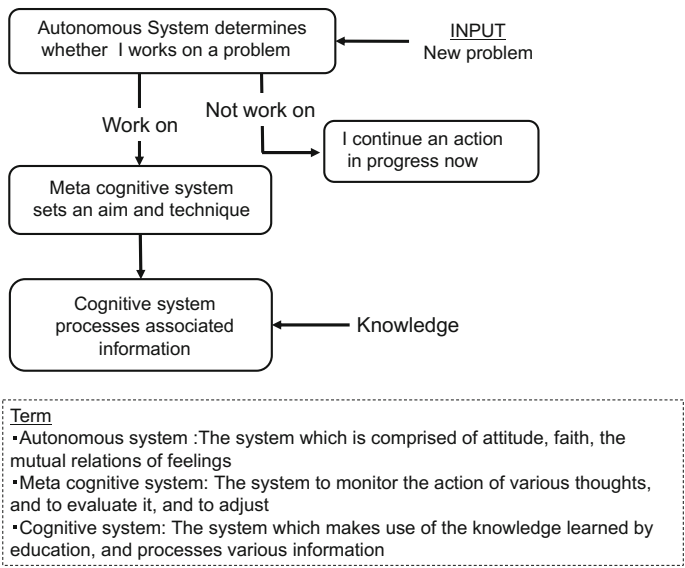 Autonomous System determines
whether I works on a problem
INPUT
New problem
Work on
Not work on
I continue an action
in progress now
Meta cognitive system
sets an aim and technique
Cognitive system
processes associated
information
Knowledge
Term
▪Autonomous system :The system which is comprised of attitude, faith, the
mutual relations of feelings
▪Meta cognitive system: The system to monitor the action of various thoughts,
and to evaluate it, and to adjust
▪Cognitive system: The system which makes use of the knowledge learned by
education, and processes various information